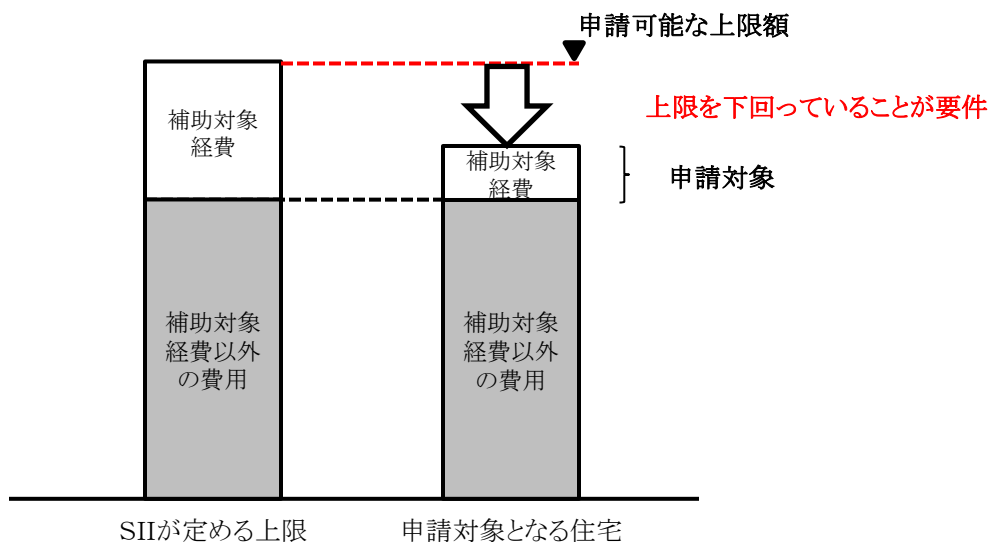 申請可能な上限額
上限を下回っていることが要件
補助対象
経費
補助対象
経費
申請対象
補助対象
経費以外
の費用
補助対象
経費以外
の費用
SIIが定める上限
申請対象となる住宅